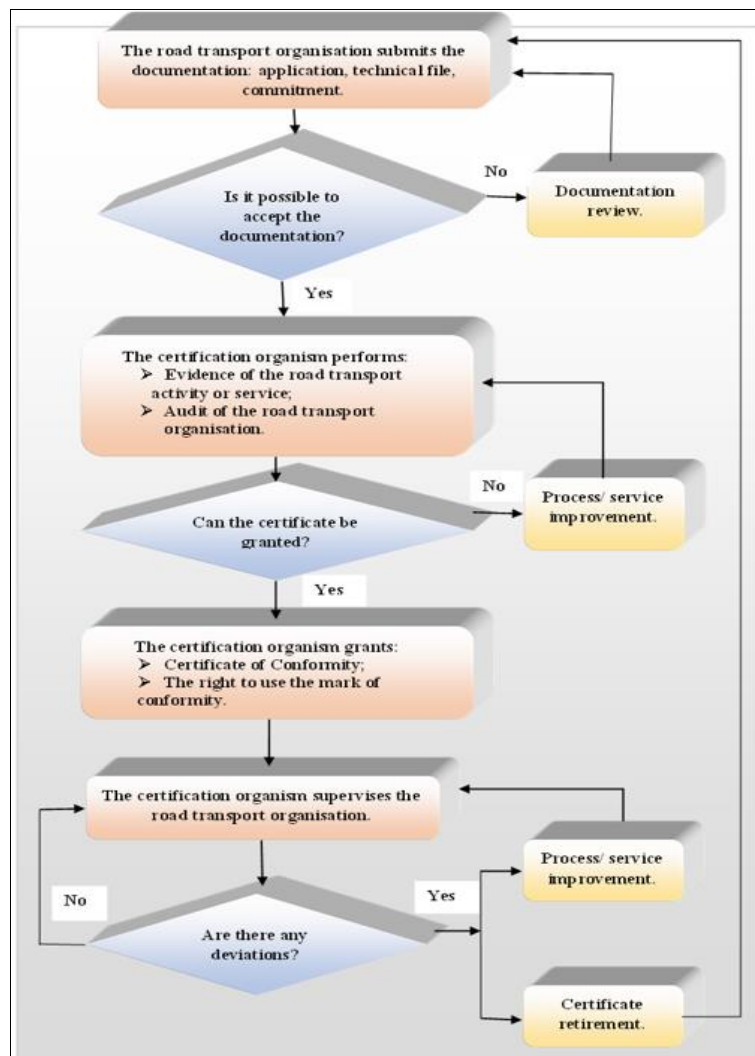 The road transport organisation submits the
documentation: application, technical file,
commitment.
No
Is it possible to
accept the
documentation?
Documentation
review.
Yes
The certification organism performs:
➢ Evidence of the road transport
activity or service;
➢ Audit of the road transport
organisation.
No
Process/ service
improvement.
Can the certificate be
granted?
Yes
The certification organism grants:
➢ Certificate of Conformity;
➢ The right to use the mark of
conformity.
The certification organism supervises the
road transport organisation.
Process/ service
improvement.
No
Yes
Are there any
deviations?
Certificate
retirement.